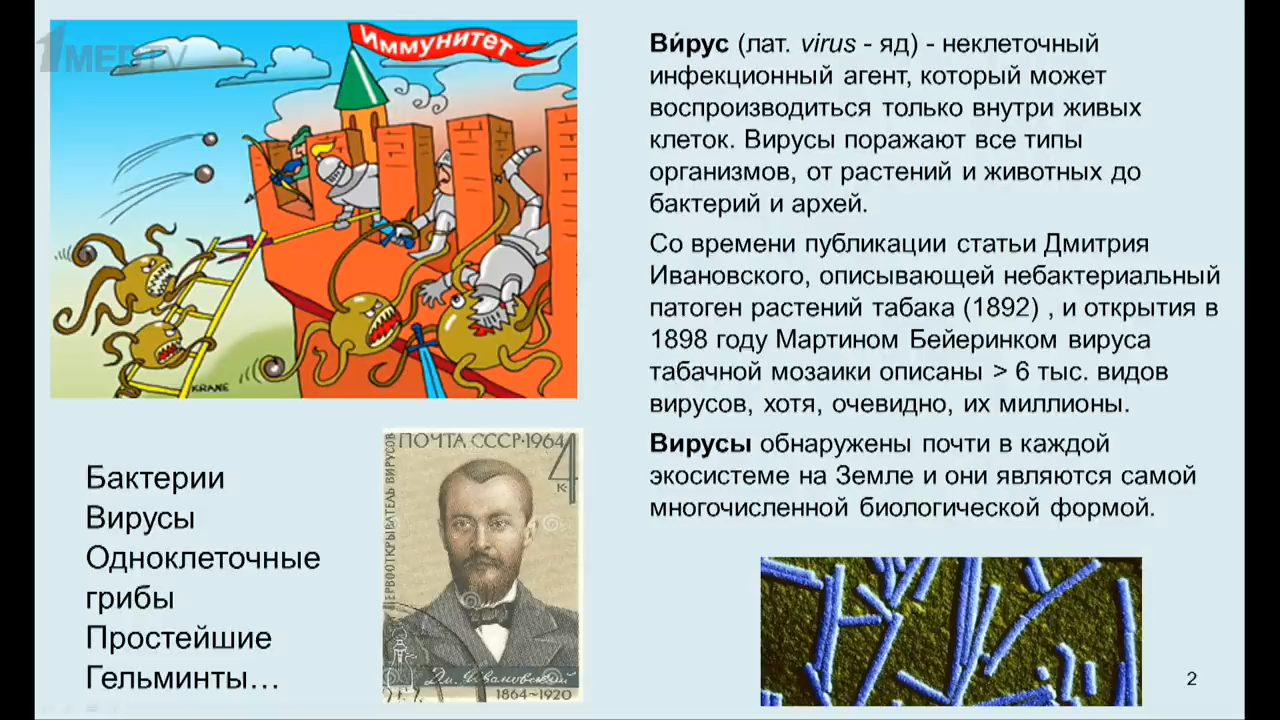 1MEDTV
Иммунитет
KRANE
Ви́рус (лат. virus - яд) - неклеточный
инфекционный агент, который может
воспроизводиться только внутри живых
клеток. Вирусы поражают все типы
организмов, от растений и животных до
бактерий и архей.
Со времени публикации статьи Дмитрия
Ивановского, описывающей небактериальный
патоген растений табака (1892) , и открытия в
1898 году Мартином Бейеринком вируса
табачной мозаики описаны > 6 тыс. видов
вирусов, хотя, очевидно, их миллионы.
Вирусы обнаружены почти в каждой
экосистеме на Земле и они являются самой
многочисленной биологической формой.
Бактерии
Вирусы
Одноклеточные
грибы
Простейшие
Гельминты…
ПОЧТА СССР·1964
4
к·
ПЕРВООТКРЫВАТЕЛЬ ВИРУСОВ
Дм. Ивановский
1864~1920
2